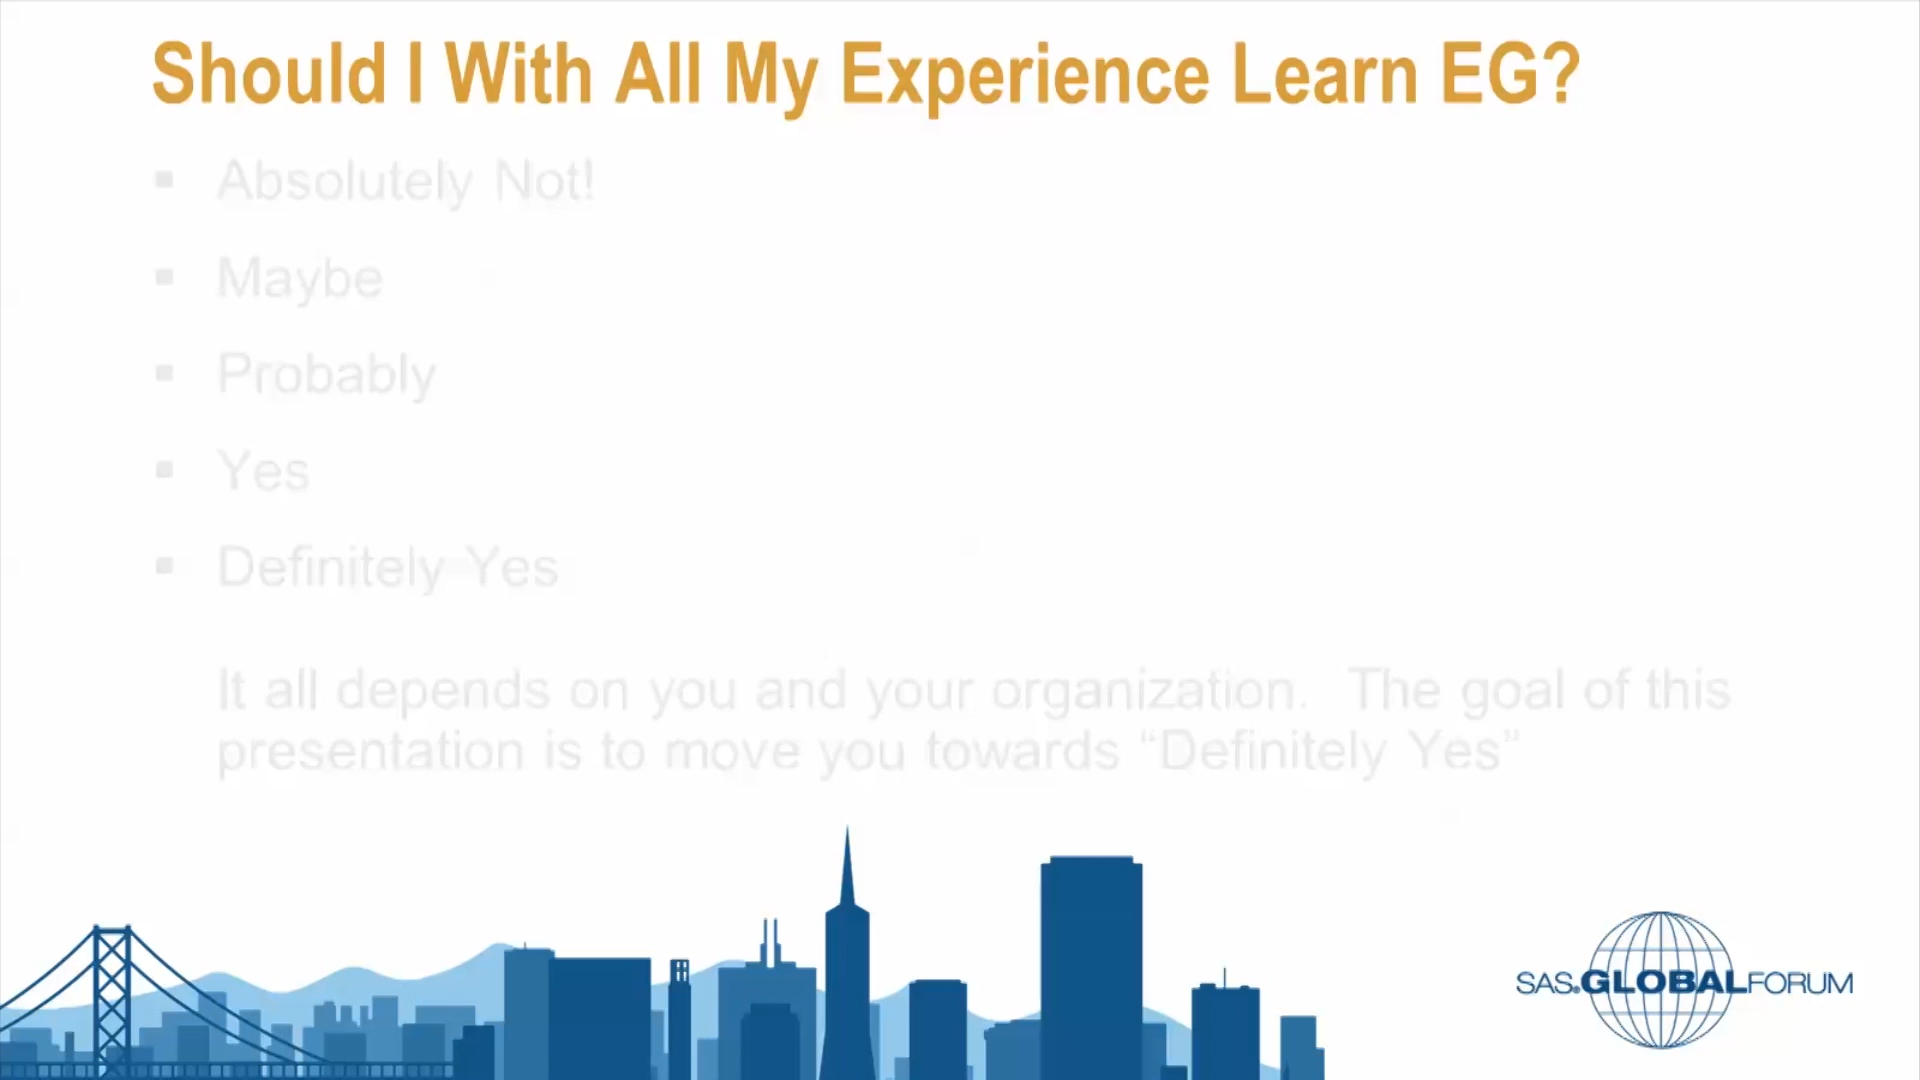 Should I With All My Experience Learn EG?
▪ Absolutely Not!
▪ Maybe
▪ Probably
▪ Yes
▪ Definitely Yes
It all depends on you and your organization. The goal of this
presentation is to move you towards “Definitely Yes”
SAS® GLOBALFORUM